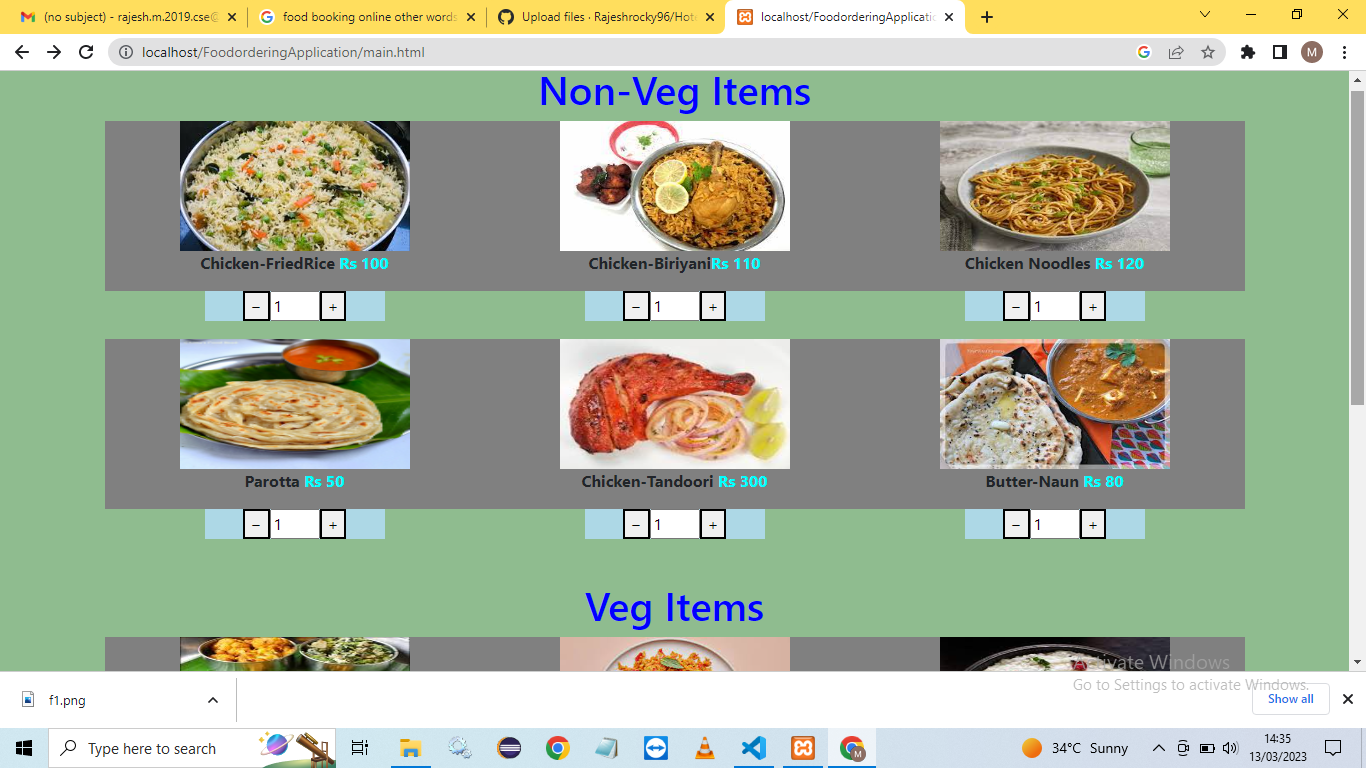 (no subject) - rajesh.m.2019.cse@
food booking online other words
Upload files · Rajeshrocky96/Hote
localhost/FoodorderingApplicatio
localhost/FoodorderingApplication/main.html
M
Non-Veg Items
Chicken-FriedRice Rs 100
Chicken-BiriyaniRs 110
Chicken Noodles Rs 120
− 1 +
− 1 +
− 1 +
Parotta Rs 50
Chicken-Tandoori Rs 300
Butter-Naun Rs 80
− 1 +
− 1 +
− 1 +
Veg Items
Activate Windows
Go to Settings to activate Windows.
f1.png
Show all
Type here to search
M
34°C Sunny
14:35
13/03/2023